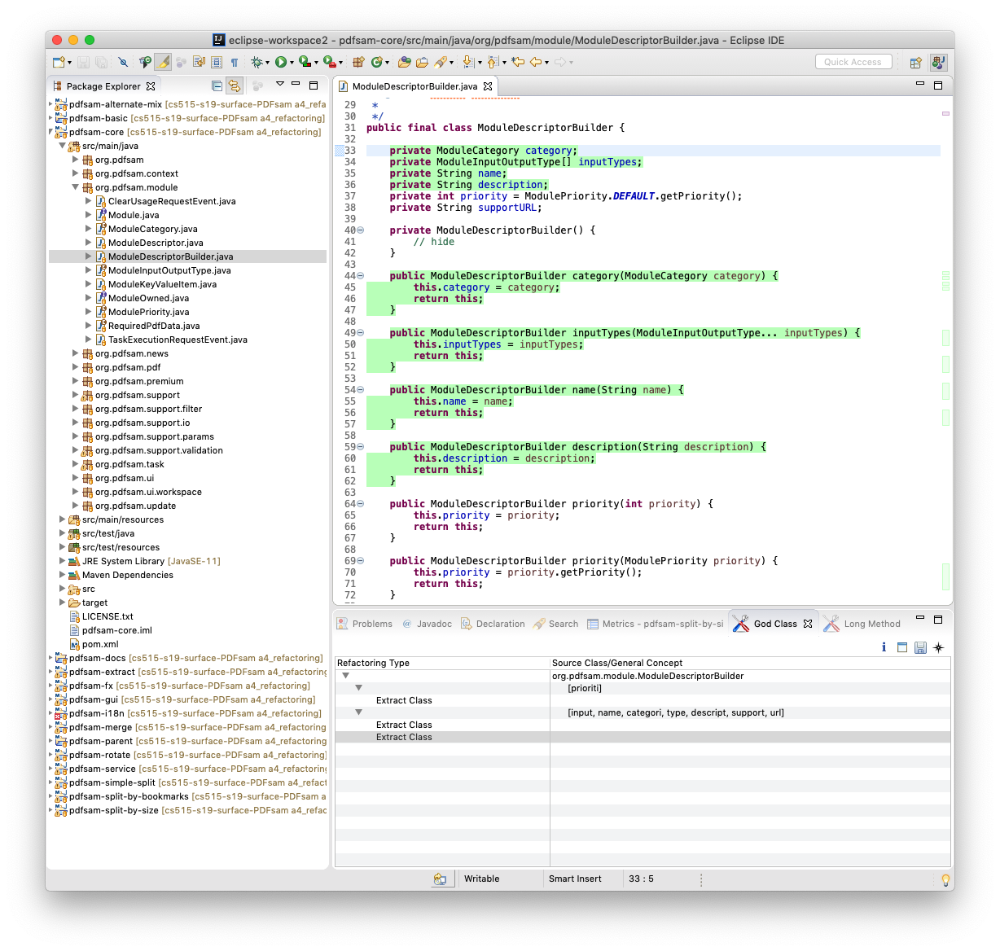 eclipse-workspace2 - pdfsam-core/src/main/java/org/pdfsam/module/ModuleDescriptorBuilder.java - Eclipse IDE
Quick Access
Package Explorer
pdfsam-alternate-mix [cs515-s19-surface-PDFsam a4_refa
pdfsam-basic [cs515-s19-surface-PDFsam a4_refactoring]
pdfsam-core [cs515-s19-surface-PDFsam a4_refactoring]
src/main/java
org.pdfsam
org.pdfsam.context
org.pdfsam.module
ClearUsageRequestEvent.java
Module.java
ModuleCategory.java
ModuleDescriptor.java
ModuleDescriptorBuilder.java
ModuleInputOutputType.java
ModuleKeyValueItem.java
ModuleOwned.java
ModulePriority.java
RequiredPdfData.java
TaskExecutionRequestEvent.java
org.pdfsam.news
org.pdfsam.pdf
org.pdfsam.premium
org.pdfsam.support
org.pdfsam.support.filter
org.pdfsam.support.io
org.pdfsam.support.params
org.pdfsam.support.validation
org.pdfsam.task
org.pdfsam.ui
org.pdfsam.ui.workspace
org.pdfsam.update
src/main/resources
src/test/java
src/test/resources
JRE System Library [JavaSE-11]
Maven Dependencies
src
target
LICENSE.txt
pdfsam-core.iml
pom.xml
pdfsam-docs [cs515-s19-surface-PDFsam a4_refactoring]
pdfsam-extract [cs515-s19-surface-PDFsam a4_refactoring
pdfsam-fx [cs515-s19-surface-PDFsam a4_refactoring]
pdfsam-gui [cs515-s19-surface-PDFsam a4_refactoring]
pdfsam-i18n [cs515-s19-surface-PDFsam a4_refactoring]
pdfsam-merge [cs515-s19-surface-PDFsam a4_refactoring]
pdfsam-parent [cs515-s19-surface-PDFsam a4_refactoring]
pdfsam-rotate [cs515-s19-surface-PDFsam a4_refactoring]
pdfsam-service [cs515-s19-surface-PDFsam a4_refactoring]
pdfsam-simple-split [cs515-s19-surface-PDFsam a4_refact
pdfsam-split-by-bookmarks [cs515-s19-surface-PDFsam a
pdfsam-split-by-size [cs515-s19-surface-PDFsam a4_refac
ModuleDescriptorBuilder.java
29 *
30 */
31 public final class ModuleDescriptorBuilder {
32
33 private ModuleCategory category;
34 private ModuleInputOutputType[] inputTypes;
35 private String name;
36 private String description;
37 private int priority = ModulePriority.DEFAULT.getPriority();
38 private String supportURL;
39
40 private ModuleDescriptorBuilder() {
41 // hide
42 }
43
44 public ModuleDescriptorBuilder category(ModuleCategory category) {
45 this.category = category;
46 return this;
47 }
48
49 public ModuleDescriptorBuilder inputTypes(ModuleInputOutputType... inputTypes) {
50 this.inputTypes = inputTypes;
51 return this;
52 }
53
54 public ModuleDescriptorBuilder name(String name) {
55 this.name = name;
56 return this;
57 }
58
59 public ModuleDescriptorBuilder description(String description) {
60 this.description = description;
61 return this;
62 }
63
64 public ModuleDescriptorBuilder priority(int priority) {
65 this.priority = priority;
66 return this;
67 }
68
69 public ModuleDescriptorBuilder priority(ModulePriority priority) {
70 this.priority = priority.getPriority();
71 return this;
72 }
Problems @ Javadoc Declaration Search Metrics - pdfsam-split-by-si God Class Long Method
Refactoring Type Source Class/General Concept
org.pdfsam.module.ModuleDescriptorBuilder
[prioriti]
Extract Class
[input, name, categori, type, descript, support, url]
Extract Class
Extract Class
Writable Smart Insert 33 : 5